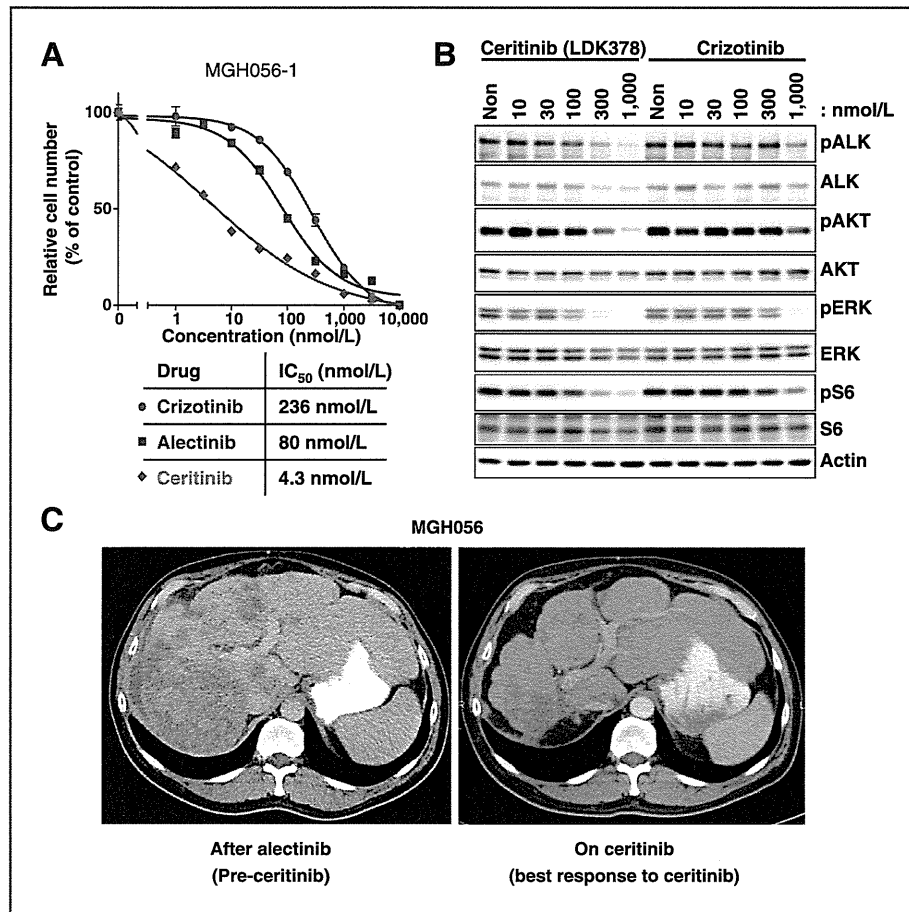 A
MGH056-1
Relative cell number
(% of control)
100
50
0
0 1 10 100 1,000 10,000
Concentration (nmol/L)
Drug IC50 (nmol/L)
Crizotinib 236 nmol/L
Alectinib 80 nmol/L
Ceritinib 4.3 nmol/L
B
Ceritinib (LDK378) Crizotinib
Non 10 30 100 300 1,000 Non 10 30 100 300 1,000 : nmol/L
pALK
ALK
pAKT
AKT
pERK
ERK
pS6
S6
Actin
C
MGH056
After alectinib
(Pre-ceritinib)
On ceritinib
(best response to ceritinib)